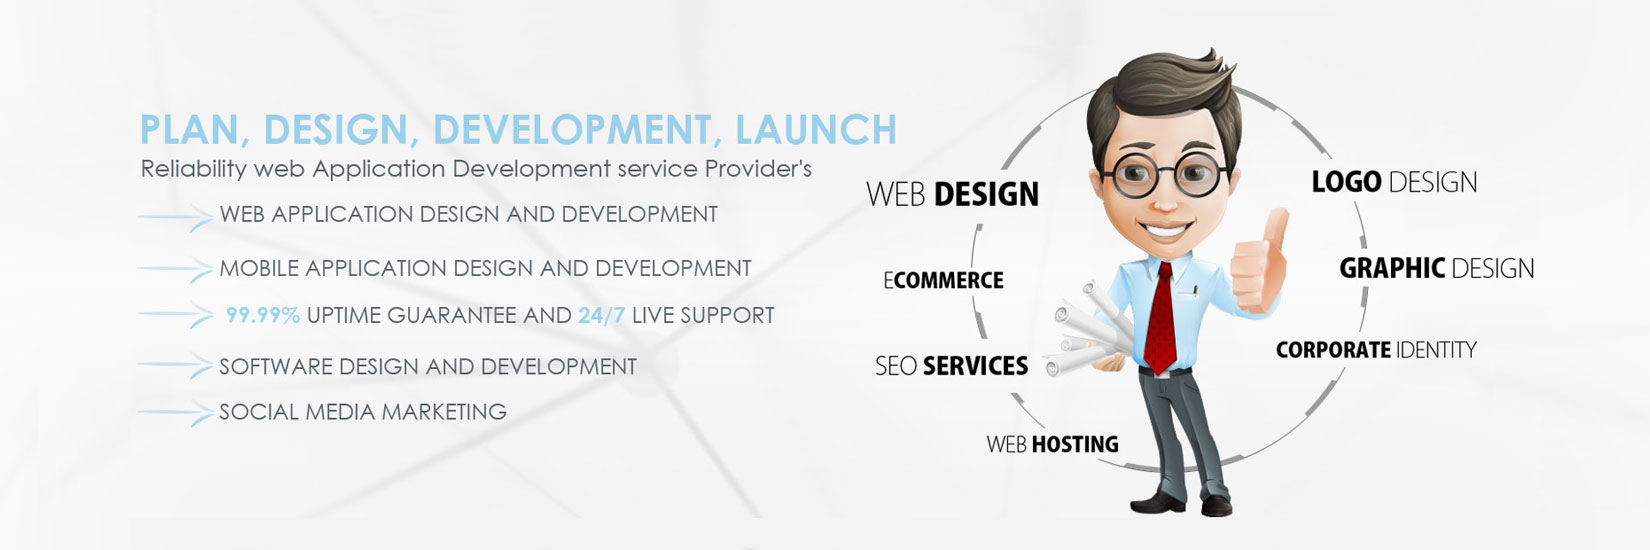 PLAN, DESIGN, DEVELOPMENT, LAUNCH
Reliability web Application Development service Provider's
WEB APPLICATION DESIGN AND DEVELOPMENT
MOBILE APPLICATION DESIGN AND DEVELOPMENT
99.99% UPTIME GUARANTEE AND 24/7 LIVE SUPPORT
SOFTWARE DESIGN AND DEVELOPMENT
SOCIAL MEDIA MARKETING
WEB DESIGN
ECOMMERCE
SEO SERVICES
WEB HOSTING
LOGO DESIGN
GRAPHIC DESIGN
CORPORATE IDENTITY